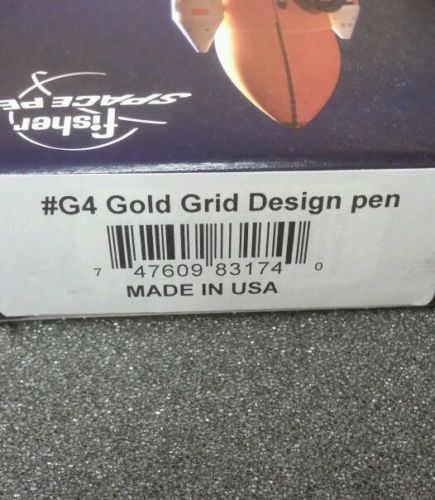 fisher
SPACE PE
#G4 Gold Grid Design pen
7 47609 83174 0
MADE IN USA